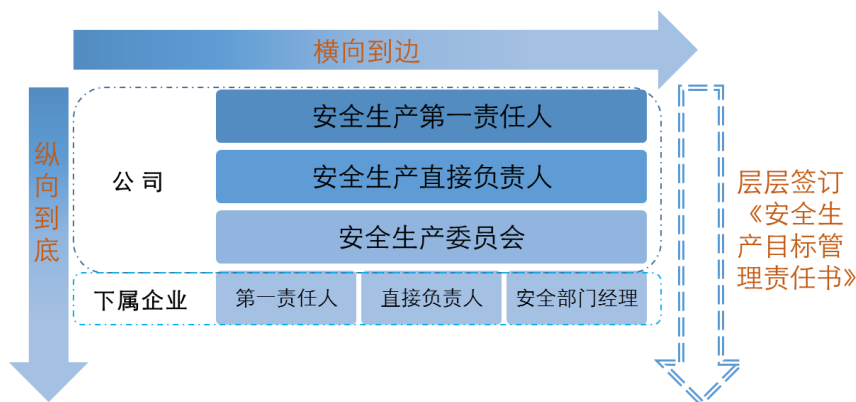 横向到边
纵向到底
公司
安全生产第一责任人
安全生产直接负责人
安全生产委员会
下属企业
第一责任人
直接负责人
安全部门经理
层层签订
《安全生
产目标管
理责任书》